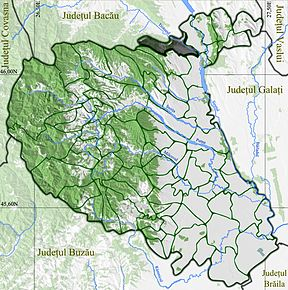 Județul Covasna
Județul Bacău
Județul Vaslui
46,00N
Județul Galați
45,60N
Județul Buzău
Județul
Brăila